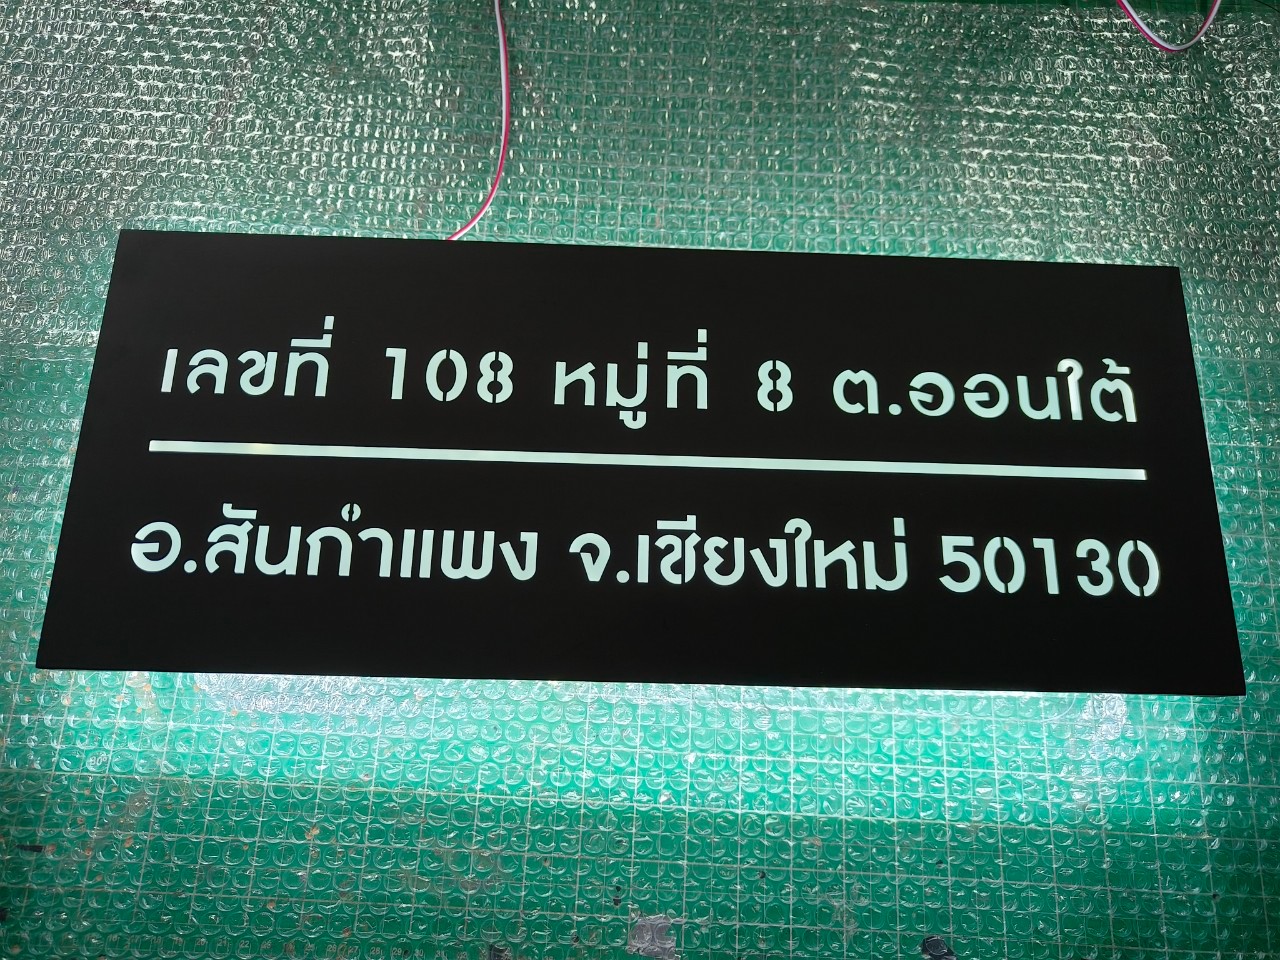 เลขที่ 108 หมู่ที่ 8 ต.ออนใต้
อ.สันกำแพง จ.เชียงใหม่ 50130